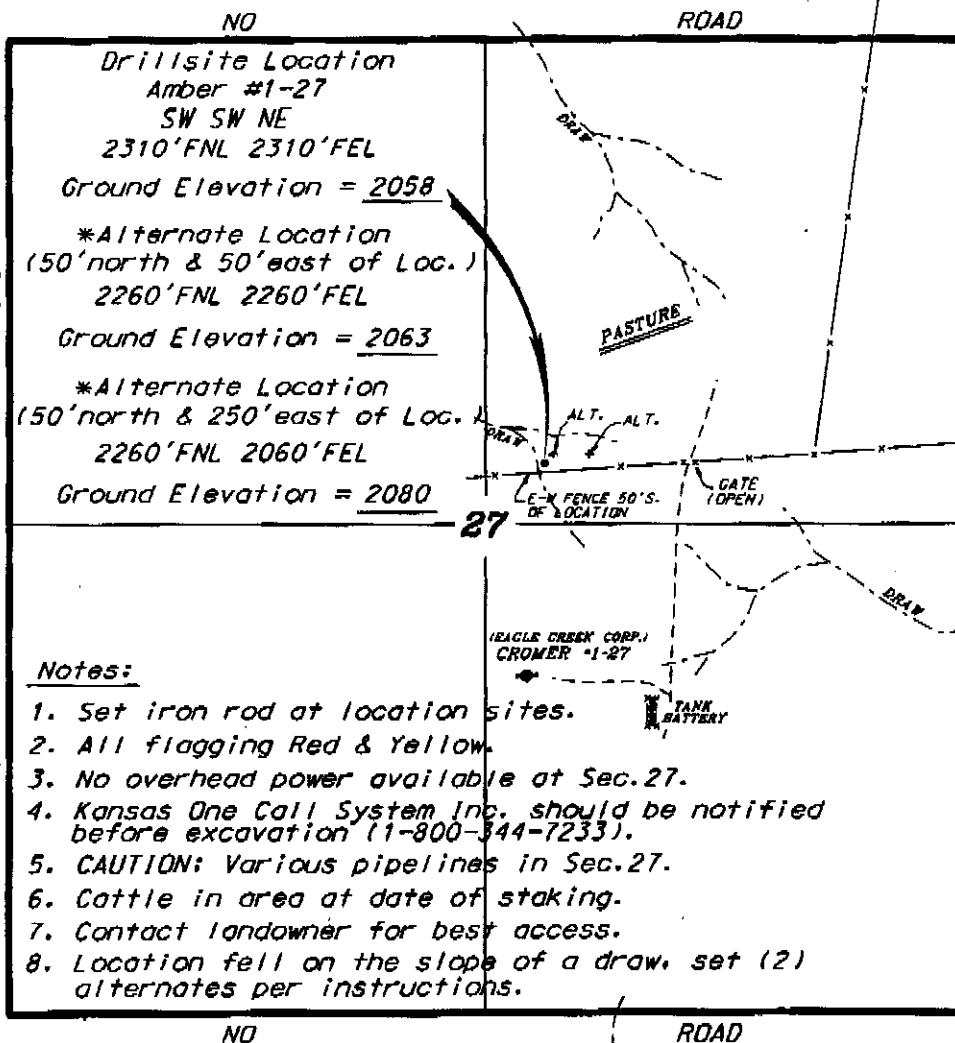 NO ROAD
Drillsite Location
Amber #1-27
SW SW NE
2310'FNL 2310'FEL
Ground Elevation = 2058
*Alternate Location
(50'north & 50'east of Loc.)
2260'FNL 2260'FEL
Ground Elevation = 2063
*Alternate Location
(50'north & 250'east of Loc.)
2260'FNL 2060'FEL
Ground Elevation = 2080
DRAW
PASTURE
ALT.
ALT.
DRAW
GATE
(OPEN)
E-W FENCE 50'S.
OF LOCATION
27
DRAW
(EAGLE CREEK CORP.)
CROMER #1-27
TANK
BATTERY
Notes:
1. Set iron rod at location sites.
2. All flagging Red & Yellow.
3. No overhead power available at Sec.27.
4. Kansas One Call System Inc. should be notified
before excavation (1-800-344-7233).
5. CAUTION: Various pipelines in Sec.27.
6. Cattle in area at date of staking.
7. Contact landowner for best access.
8. Location fell on the slope of a draw, set (2)
alternates per instructions.
NO ROAD